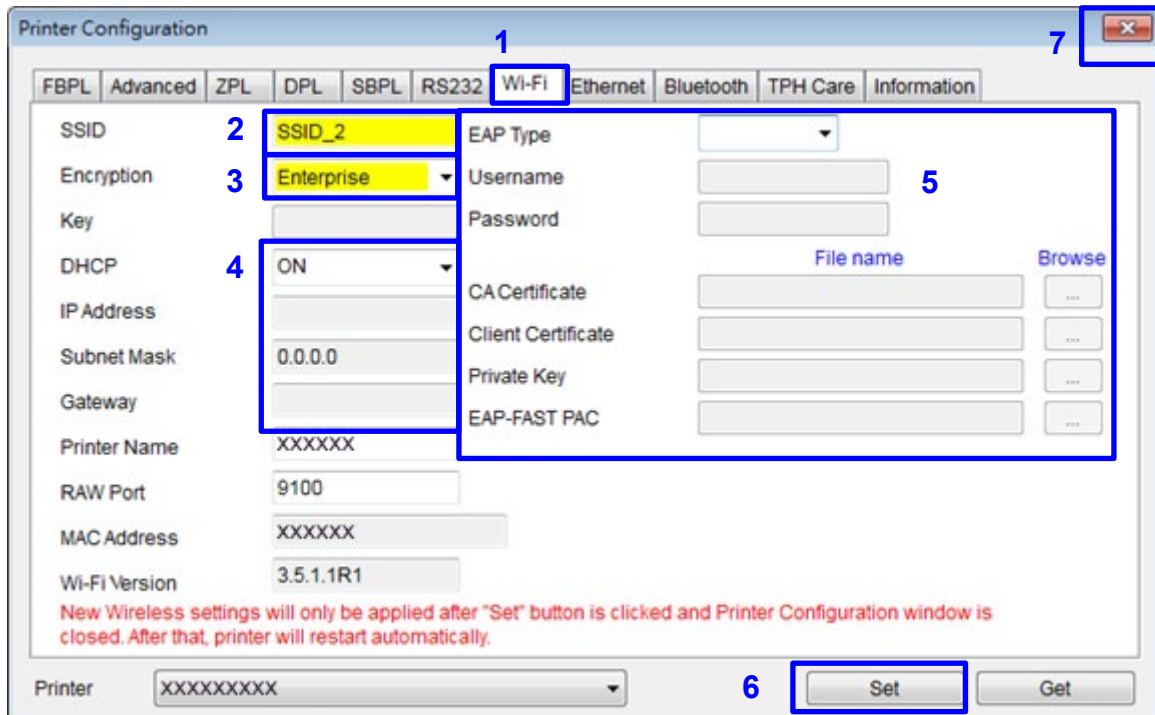 Printer Configuration
1
7
FBPL Advanced ZPL DPL SBPL RS232 Wi-Fi Ethernet Bluetooth TPH Care Information
SSID 2 SSID_2 EAP Type
Encryption 3 Enterprise Username 5
Key Password
DHCP 4 ON File name Browse
IP Address CA Certificate ...
Subnet Mask 0.0.0.0 Client Certificate ...
Gateway Private Key ...
EAP-FAST PAC ...
Printer Name XXXXXX
RAW Port 9100
MAC Address XXXXXX
Wi-Fi Version 3.5.1.1R1
New Wireless settings will only be applied after "Set" button is clicked and Printer Configuration window is
closed. After that, printer will restart automatically.
Printer XXXXXXXXX 6 Set Get